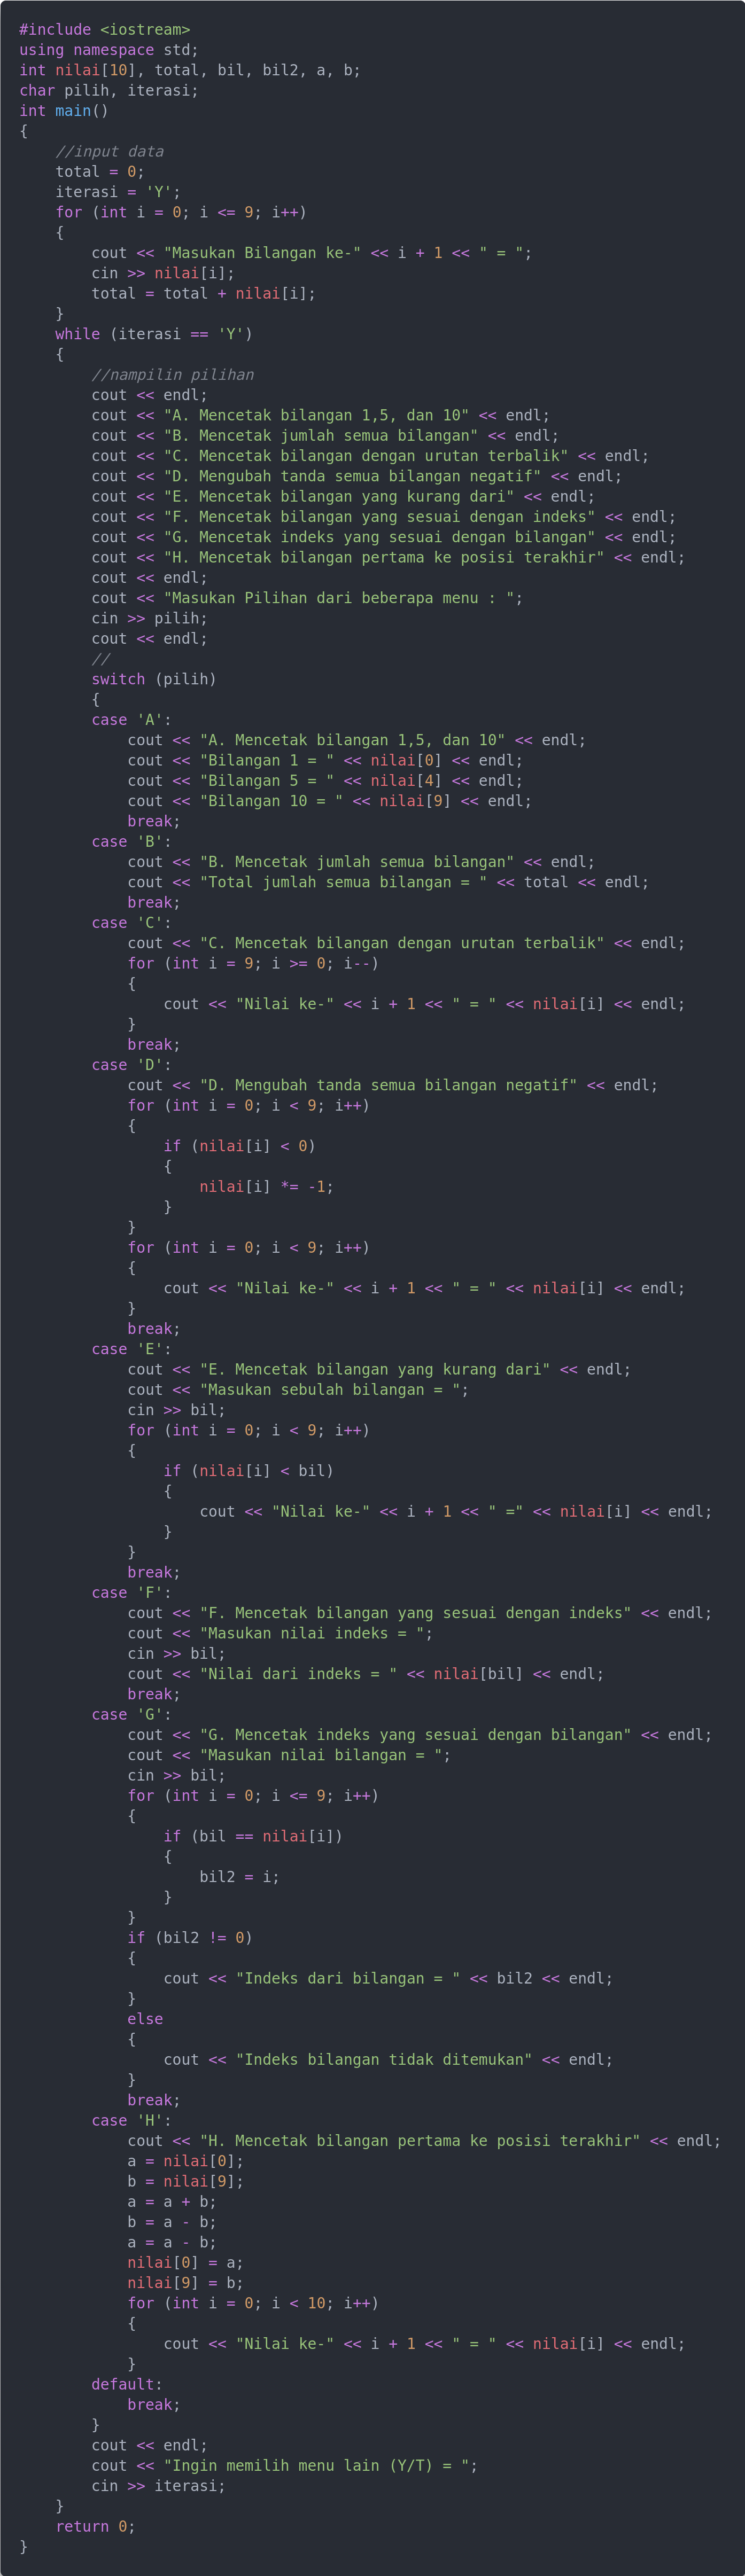 #include <iostream>
using namespace std;
int nilai[10], total, bil, bil2, a, b;
char pilih, iterasi;
int main()
{
    //input data
    total = 0;
    iterasi = 'Y';
    for (int i = 0; i <= 9; i++)
    {
        cout << "Masukan Bilangan ke-" << i + 1 << " = ";
        cin >> nilai[i];
        total = total + nilai[i];
    }
    while (iterasi == 'Y')
    {
        //nampilin pilihan
        cout << endl;
        cout << "A. Mencetak bilangan 1,5, dan 10" << endl;
        cout << "B. Mencetak jumlah semua bilangan" << endl;
        cout << "C. Mencetak bilangan dengan urutan terbalik" << endl;
        cout << "D. Mengubah tanda semua bilangan negatif" << endl;
        cout << "E. Mencetak bilangan yang kurang dari" << endl;
        cout << "F. Mencetak bilangan yang sesuai dengan indeks" << endl;
        cout << "G. Mencetak indeks yang sesuai dengan bilangan" << endl;
        cout << "H. Mencetak bilangan pertama ke posisi terakhir" << endl;
        cout << endl;
        cout << "Masukan Pilihan dari beberapa menu : ";
        cin >> pilih;
        cout << endl;
        //
        switch (pilih)
        {
        case 'A':
            cout << "A. Mencetak bilangan 1,5, dan 10" << endl;
            cout << "Bilangan 1 = " << nilai[0] << endl;
            cout << "Bilangan 5 = " << nilai[4] << endl;
            cout << "Bilangan 10 = " << nilai[9] << endl;
            break;
        case 'B':
            cout << "B. Mencetak jumlah semua bilangan" << endl;
            cout << "Total jumlah semua bilangan = " << total << endl;
            break;
        case 'C':
            cout << "C. Mencetak bilangan dengan urutan terbalik" << endl;
            for (int i = 9; i >= 0; i--)
            {
                cout << "Nilai ke-" << i + 1 << " = " << nilai[i] << endl;
            }
            break;
        case 'D':
            cout << "D. Mengubah tanda semua bilangan negatif" << endl;
            for (int i = 0; i < 9; i++)
            {
                if (nilai[i] < 0)
                {
                    nilai[i] *= -1;
                }
            }
            for (int i = 0; i < 9; i++)
            {
                cout << "Nilai ke-" << i + 1 << " = " << nilai[i] << endl;
            }
            break;
        case 'E':
            cout << "E. Mencetak bilangan yang kurang dari" << endl;
            cout << "Masukan sebulah bilangan = ";
            cin >> bil;
            for (int i = 0; i < 9; i++)
            {
                if (nilai[i] < bil)
                {
                    cout << "Nilai ke-" << i + 1 << " =" << nilai[i] << endl;
                }
            }
            break;
        case 'F':
            cout << "F. Mencetak bilangan yang sesuai dengan indeks" << endl;
            cout << "Masukan nilai indeks = ";
            cin >> bil;
            cout << "Nilai dari indeks = " << nilai[bil] << endl;
            break;
        case 'G':
            cout << "G. Mencetak indeks yang sesuai dengan bilangan" << endl;
            cout << "Masukan nilai bilangan = ";
            cin >> bil;
            for (int i = 0; i <= 9; i++)
            {
                if (bil == nilai[i])
                {
                    bil2 = i;
                }
            }
            if (bil2 != 0)
            {
                cout << "Indeks dari bilangan = " << bil2 << endl;
            }
            else
            {
                cout << "Indeks bilangan tidak ditemukan" << endl;
            }
            break;
        case 'H':
            cout << "H. Mencetak bilangan pertama ke posisi terakhir" << endl;
            a = nilai[0];
            b = nilai[9];
            a = a + b;
            b = a - b;
            a = a - b;
            nilai[0] = a;
            nilai[9] = b;
            for (int i = 0; i < 10; i++)
            {
                cout << "Nilai ke-" << i + 1 << " = " << nilai[i] << endl;
            }
        default:
            break;
        }
        cout << endl;
        cout << "Ingin memilih menu lain (Y/T) = ";
        cin >> iterasi;
    }
    return 0;
}